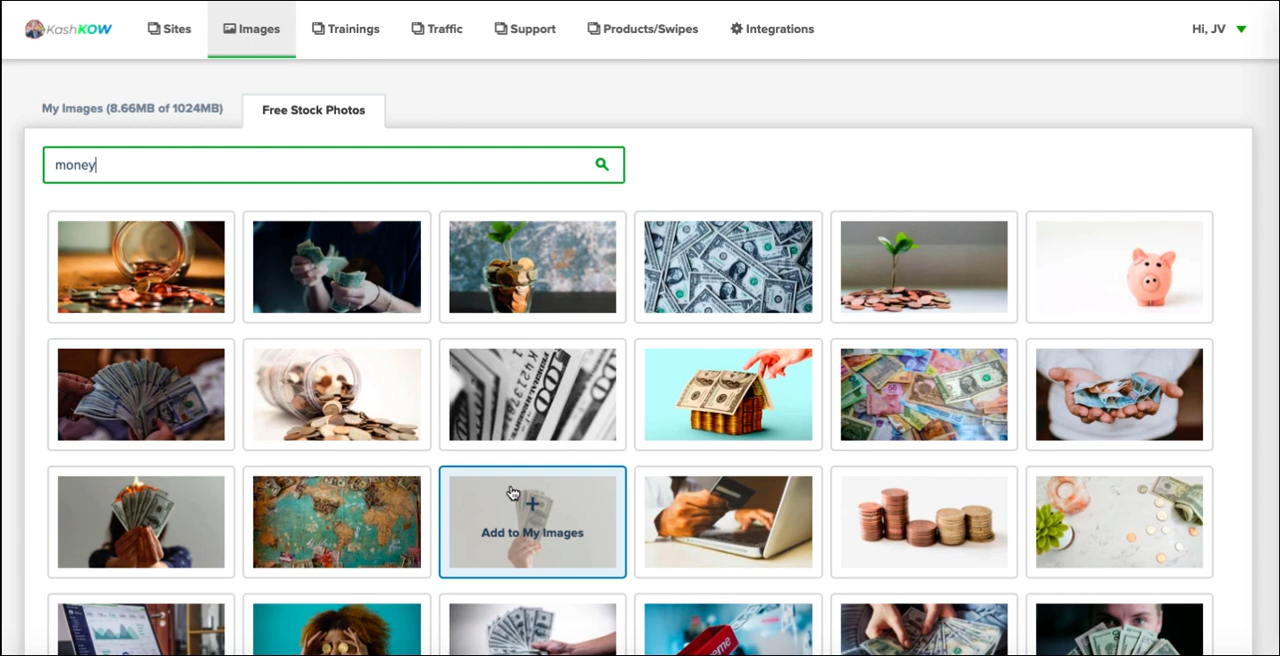 KashKOW
Sites
Images
Trainings
Traffic
Support
Products/Swipes
Integrations
Hi, JV
My Images (8.66MB of 1024MB)
Free Stock Photos
money
Add to My Images